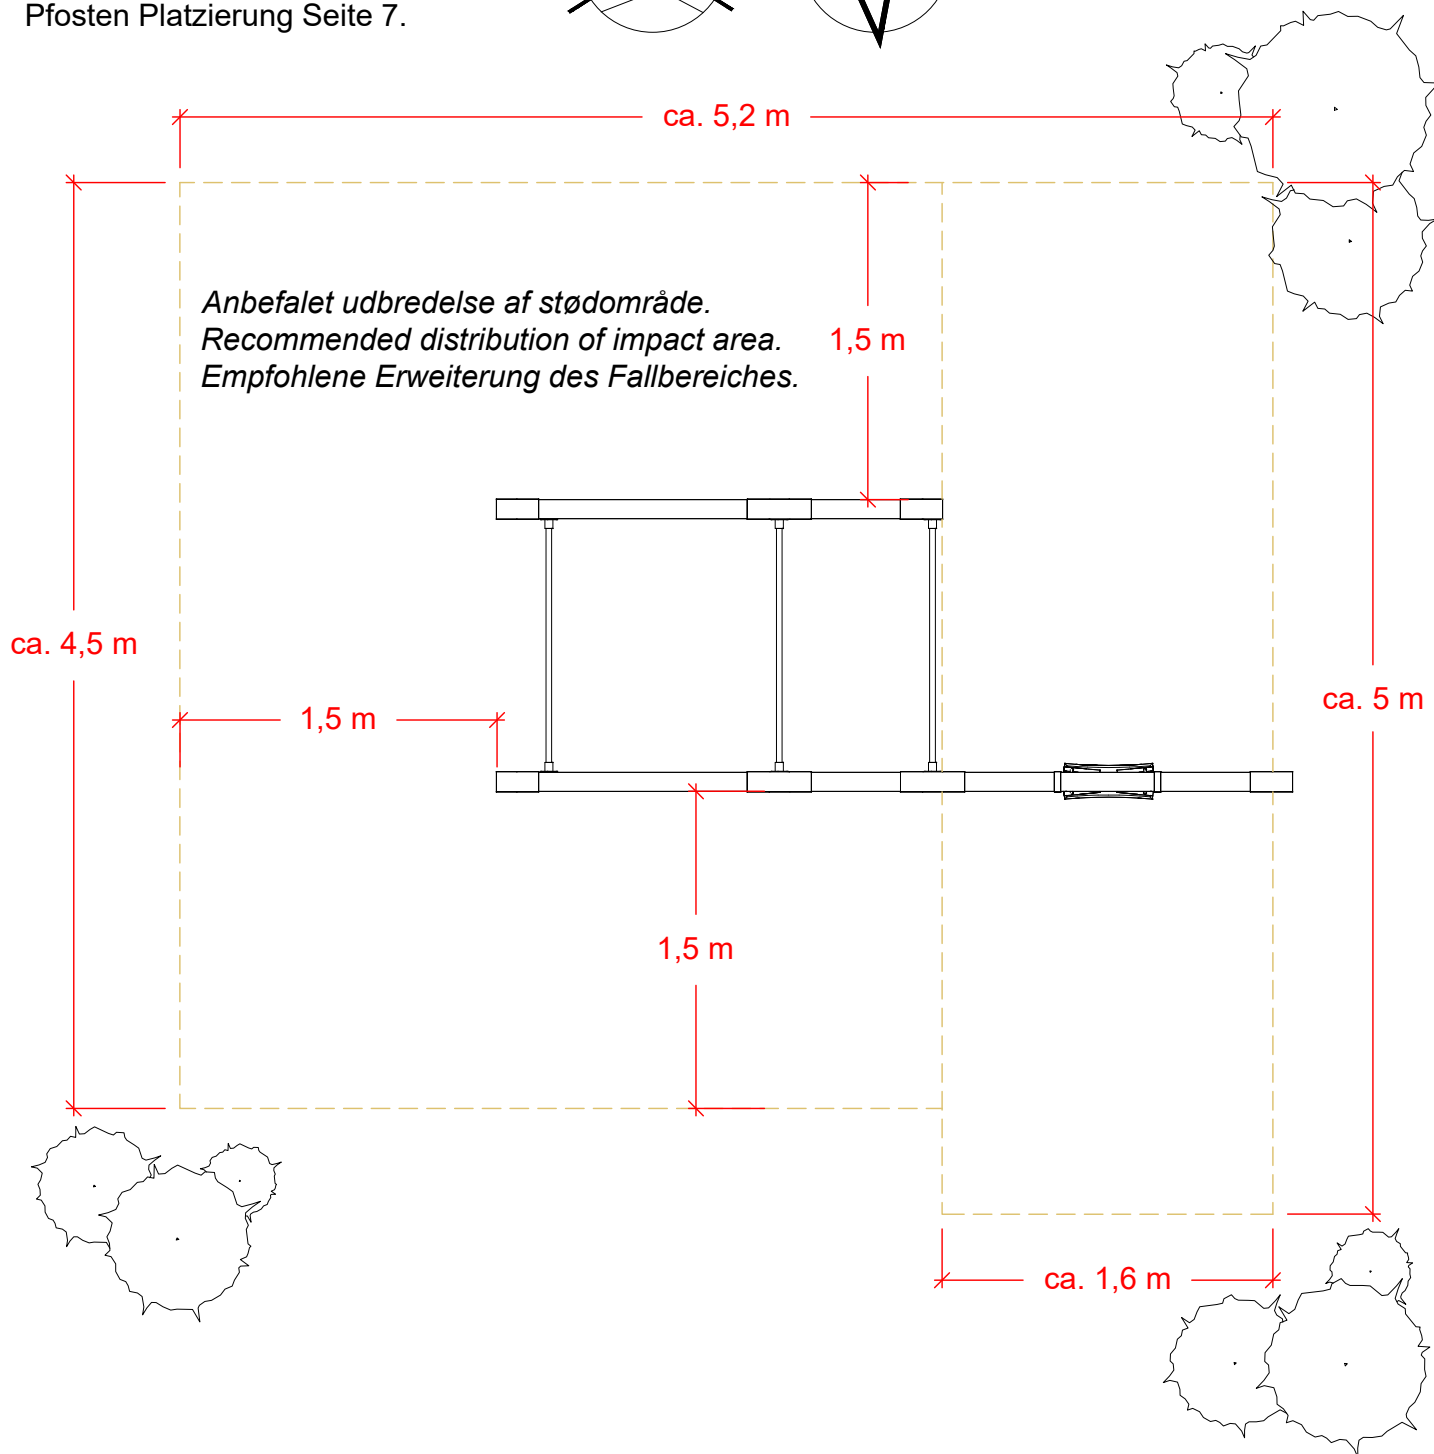 Pfosten Platzierung Seite 7.
ca. 5,2 m
Anbefalet udbredelse af stødområde.
Recommended distribution of impact area.
Empfohlene Erweiterung des Fallbereiches.
1,5 m
ca. 4,5 m
1,5 m
ca. 5 m
1,5 m
ca. 1,6 m